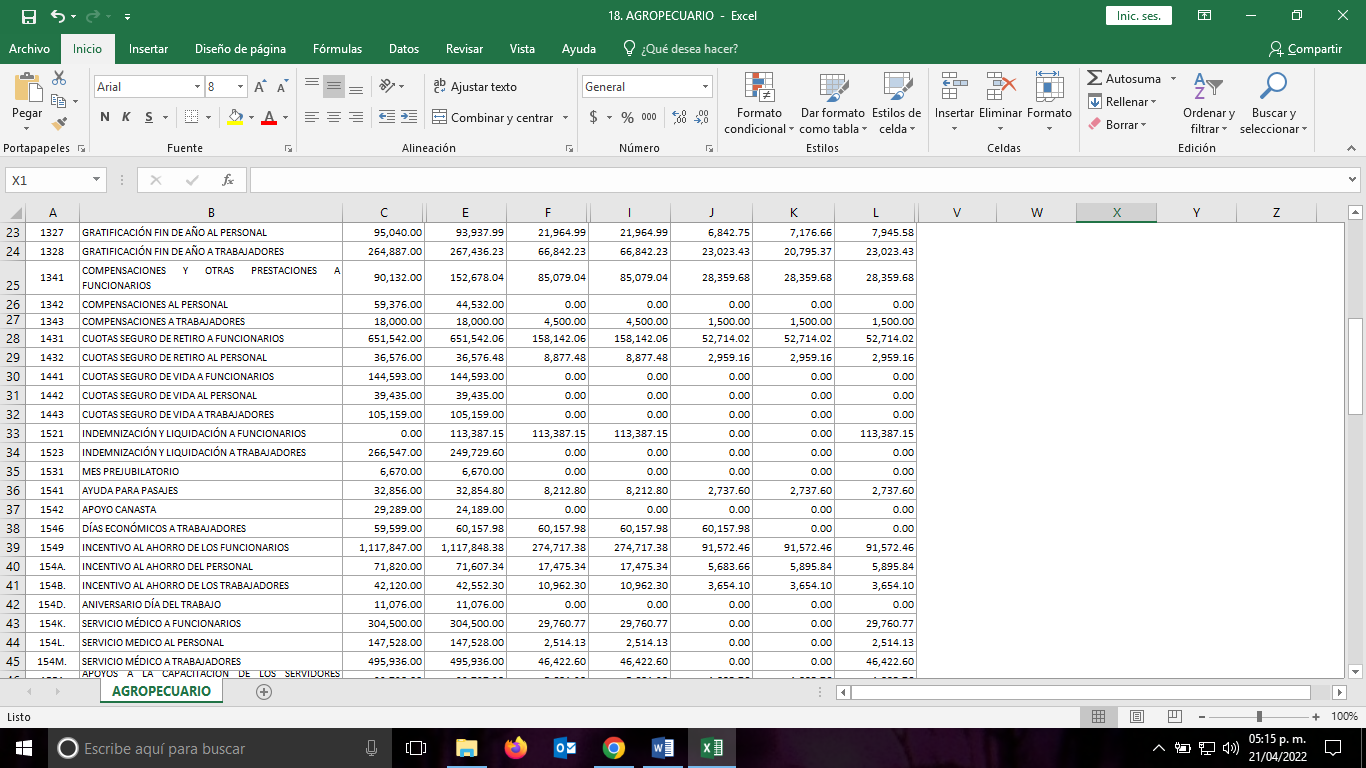 18. AGROPECUARIO - Excel
Inic. ses.
Archivo Inicio Insertar Diseño de página Fórmulas Datos Revisar Vista Ayuda ¿Qué desea hacer? Compartir
Pegar
Portapapeles
Arial 8
N K S
Fuente
Ajustar texto
Combinar y centrar
Alineación
General
$ % 000
Número
Formato condicional
Dar formato como tabla
Estilos de celda
Estilos
Insertar Eliminar Formato
Celdas
Autosuma
Rellenar
Borrar
Ordenar y filtrar
Buscar y seleccionar
Edición
X1 fx
A B C E F I J K L V W X Y Z
23 1327 GRATIFICACIÓN FIN DE AÑO AL PERSONAL 95,040.00 93,937.99 21,964.99 21,964.99 6,842.75 7,176.66 7,945.58
24 1328 GRATIFICACIÓN FIN DE AÑO A TRABAJADORES 264,887.00 267,436.23 66,842.23 66,842.23 23,023.43 20,795.37 23,023.43
25 1341 COMPENSACIONES Y OTRAS PRESTACIONES A FUNCIONARIOS 90,132.00 152,678.04 85,079.04 85,079.04 28,359.68 28,359.68 28,359.68
26 1342 COMPENSACIONES AL PERSONAL 59,376.00 44,532.00 0.00 0.00 0.00 0.00 0.00
27 1343 COMPENSACIONES A TRABAJADORES 18,000.00 18,000.00 4,500.00 4,500.00 1,500.00 1,500.00 1,500.00
28 1431 CUOTAS SEGURO DE RETIRO A FUNCIONARIOS 651,542.00 651,542.06 158,142.06 158,142.06 52,714.02 52,714.02 52,714.02
29 1432 CUOTAS SEGURO DE RETIRO AL PERSONAL 36,576.00 36,576.48 8,877.48 8,877.48 2,959.16 2,959.16 2,959.16
30 1441 CUOTAS SEGURO DE VIDA A FUNCIONARIOS 144,593.00 144,593.00 0.00 0.00 0.00 0.00 0.00
31 1442 CUOTAS SEGURO DE VIDA AL PERSONAL 39,435.00 39,435.00 0.00 0.00 0.00 0.00 0.00
32 1443 CUOTAS SEGURO DE VIDA A TRABAJADORES 105,159.00 105,159.00 0.00 0.00 0.00 0.00 0.00
33 1521 INDEMNIZACIÓN Y LIQUIDACIÓN A FUNCIONARIOS 0.00 113,387.15 113,387.15 113,387.15 0.00 0.00 113,387.15
34 1523 INDEMNIZACIÓN Y LIQUIDACIÓN A TRABAJADORES 266,547.00 249,729.60 0.00 0.00 0.00 0.00 0.00
35 1531 MES PREJUBILATORIO 6,670.00 6,670.00 0.00 0.00 0.00 0.00 0.00
36 1541 AYUDA PARA PASAJES 32,856.00 32,854.80 8,212.80 8,212.80 2,737.60 2,737.60 2,737.60
37 1542 APOYO CANASTA 29,289.00 24,189.00 0.00 0.00 0.00 0.00 0.00
38 1546 DÍAS ECONÓMICOS A TRABAJADORES 59,599.00 60,157.98 60,157.98 60,157.98 60,157.98 0.00 0.00
39 1549 INCENTIVO AL AHORRO DE LOS FUNCIONARIOS 1,117,847.00 1,117,848.38 274,717.38 274,717.38 91,572.46 91,572.46 91,572.46
40 154A. INCENTIVO AL AHORRO DEL PERSONAL 71,820.00 71,607.34 17,475.34 17,475.34 5,683.66 5,895.84 5,895.84
41 154B. INCENTIVO AL AHORRO DE LOS TRABAJADORES 42,120.00 42,552.30 10,962.30 10,962.30 3,654.10 3,654.10 3,654.10
42 154D. ANIVERSARIO DÍA DEL TRABAJO 11,076.00 11,076.00 0.00 0.00 0.00 0.00 0.00
43 154K. SERVICIO MÉDICO A FUNCIONARIOS 304,500.00 304,500.00 29,760.77 29,760.77 0.00 0.00 29,760.77
44 154L. SERVICIO MEDICO AL PERSONAL 147,528.00 147,528.00 2,514.13 2,514.13 0.00 0.00 2,514.13
45 154M. SERVICIO MÉDICO A TRABAJADORES 495,936.00 495,936.00 46,422.60 46,422.60 0.00 0.00 46,422.60
APOYOS A LA CAPACITACION DE LOS SERVIDORES
AGROPECUARIO
Listo 100%
Escribe aquí para buscar
05:15 p. m.
21/04/2022